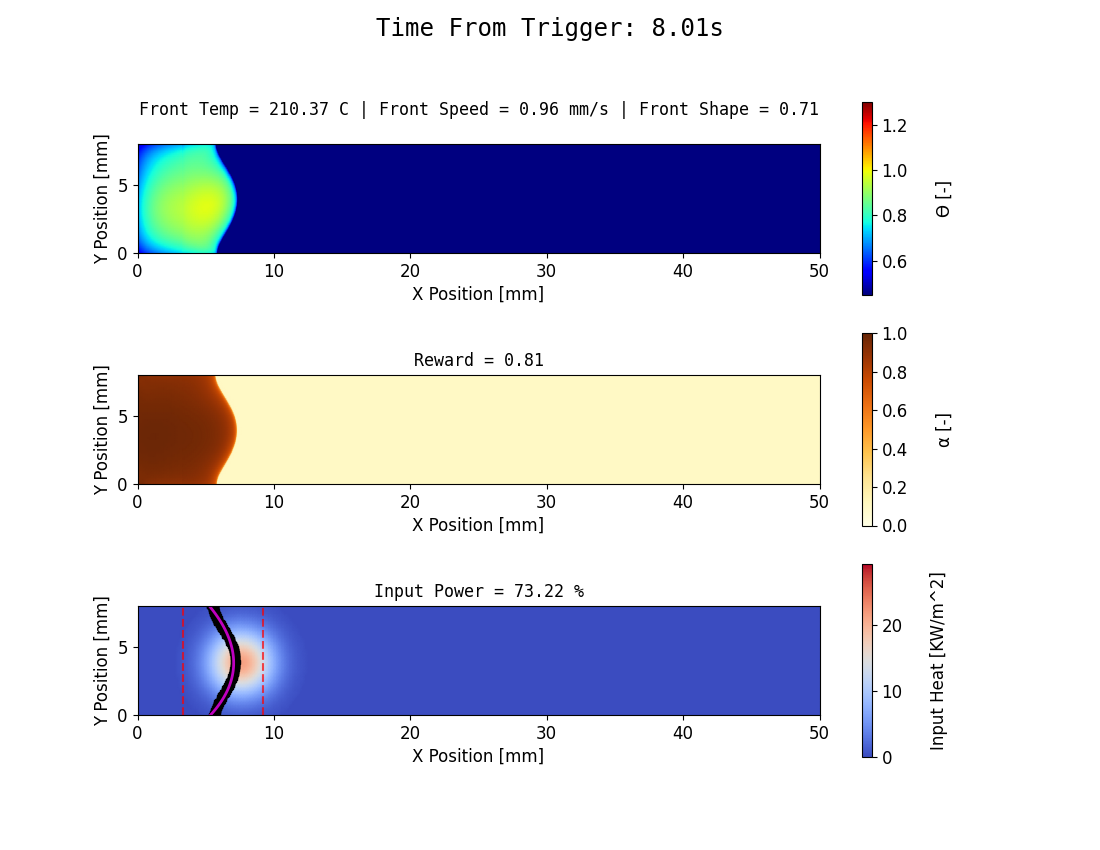 Time From Trigger: 8.01s
Front Temp = 210.37 C | Front Speed = 0.96 mm/s | Front Shape = 0.71
Y Position [mm]
5
0
0 10 20 30 40 50
X Position [mm]
1.2
1.0
0.8
0.6
Θ [-]
Reward = 0.81
Y Position [mm]
5
0
0 10 20 30 40 50
X Position [mm]
1.0
0.8
0.6
0.4
0.2
0.0
α [-]
Input Power = 73.22 %
Y Position [mm]
5
0
0 10 20 30 40 50
X Position [mm]
20
10
0
Input Heat [KW/m^2]